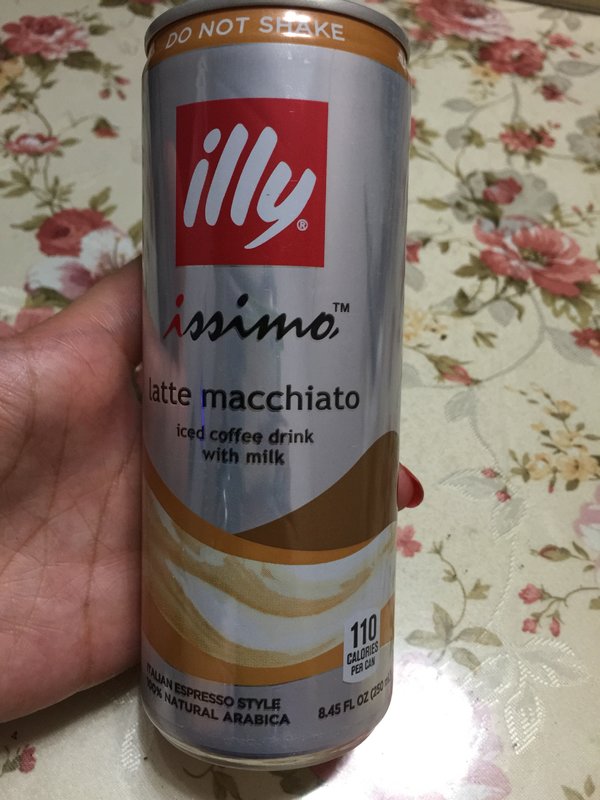 DO NOT SHAKE
illy®
issimo™
latte macchiato
iced coffee drink
with milk
110
CALORIES
PER CAN
ITALIAN ESPRESSO STYLE
100% NATURAL ARABICA
8.45 FL OZ (250